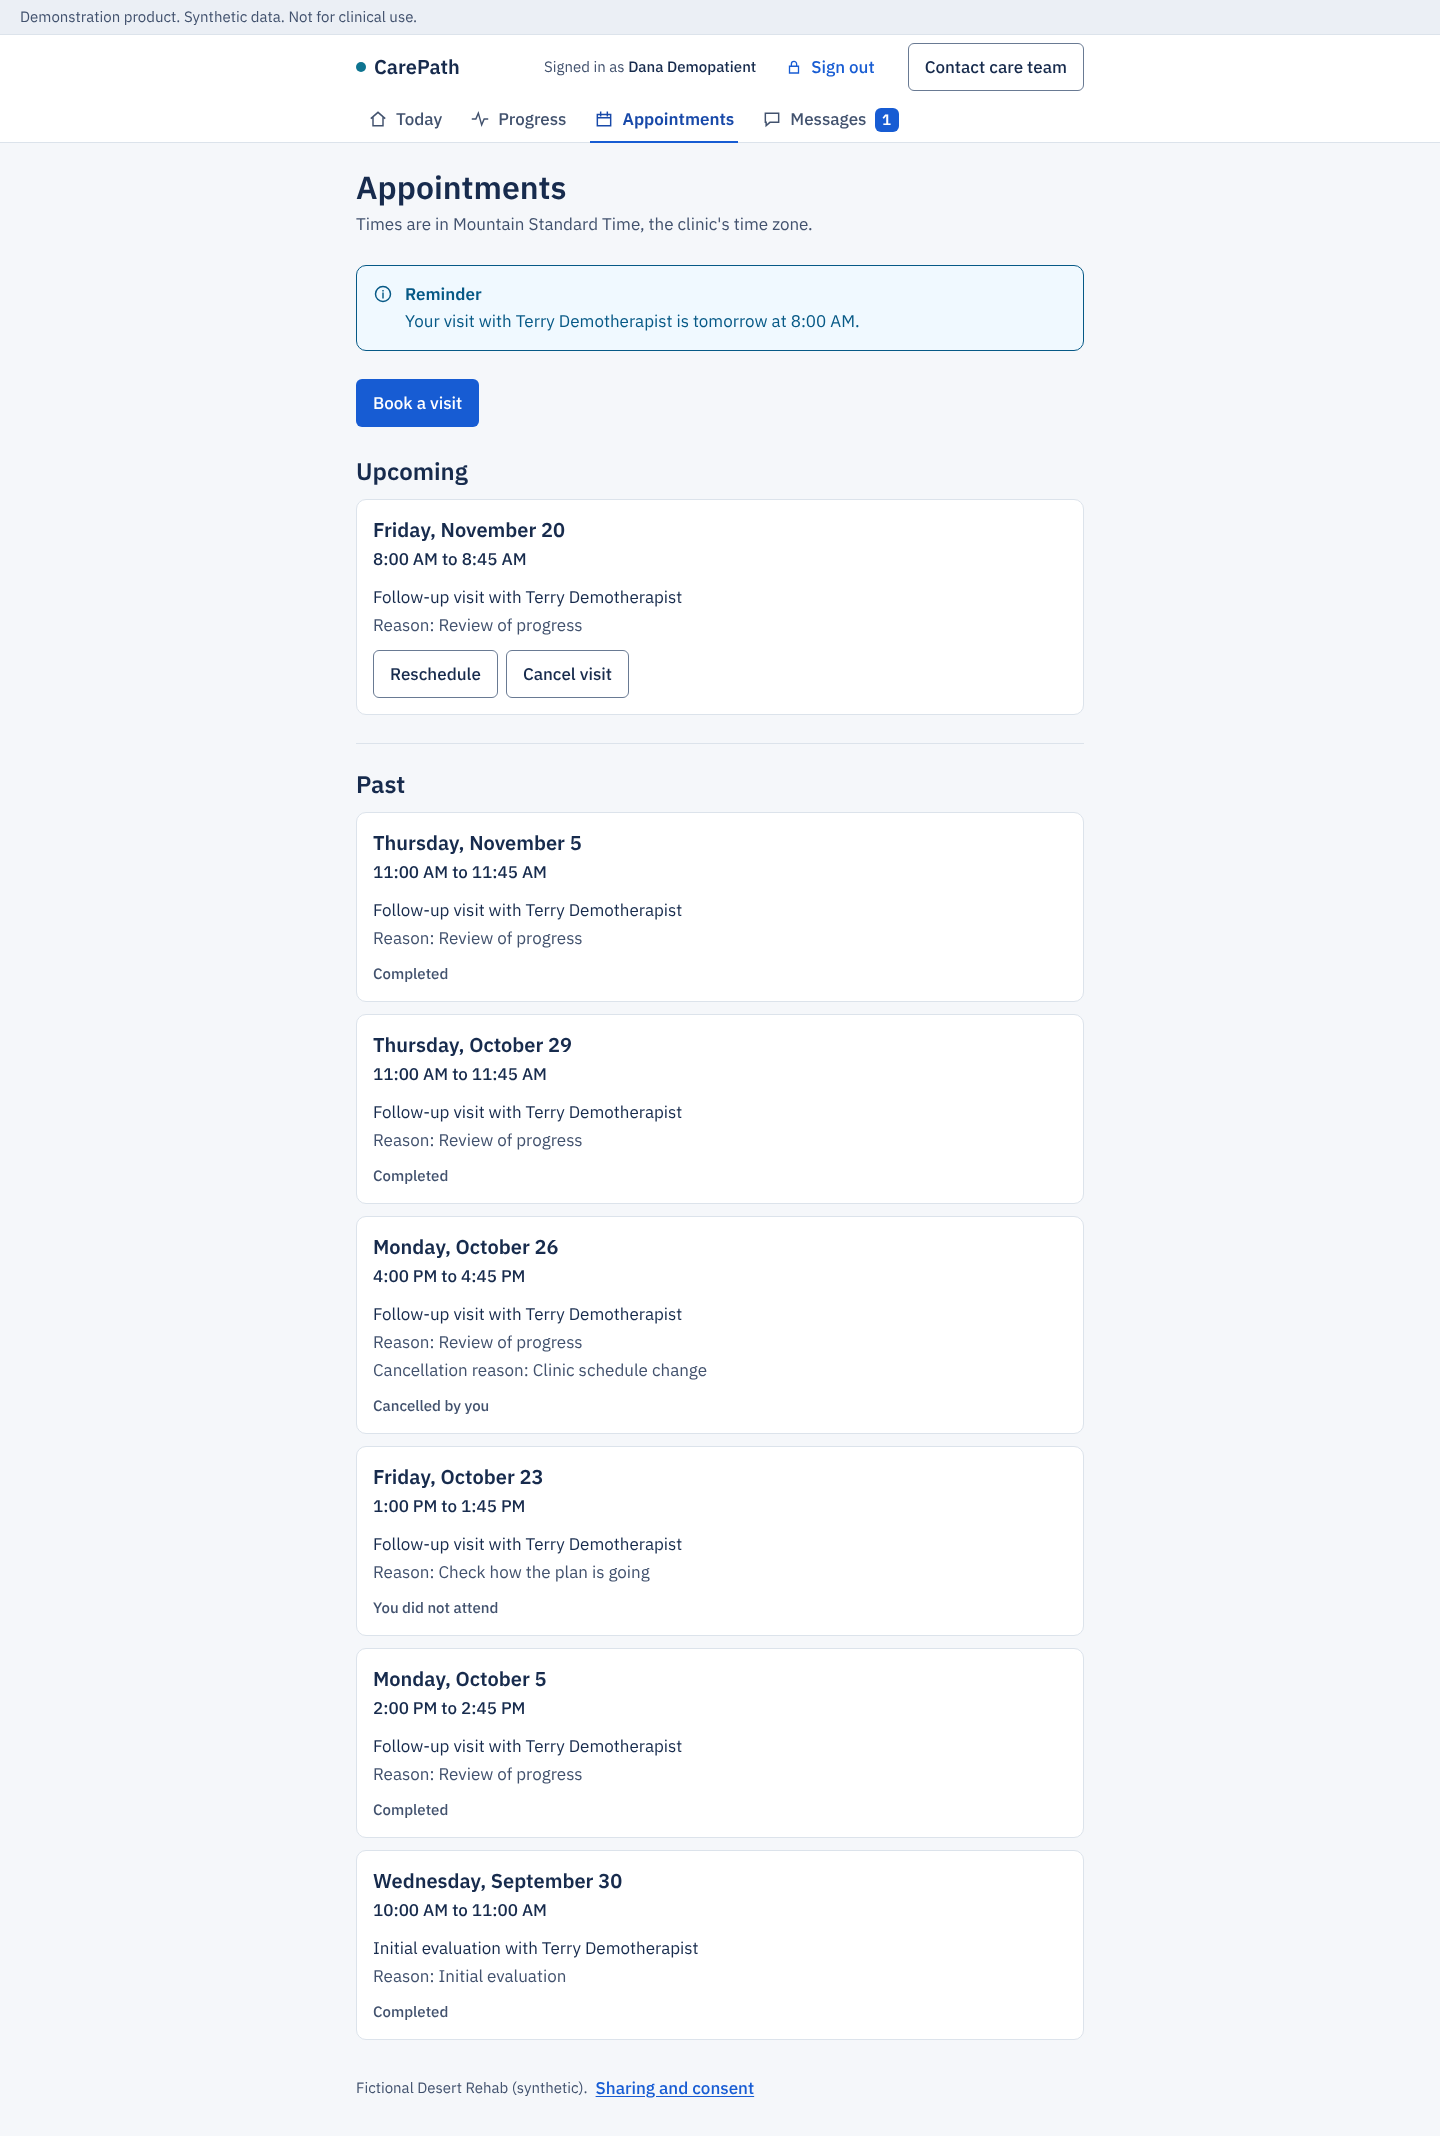 Demonstration product. Synthetic data. Not for clinical use.
CarePath
Signed in as Dana Demopatient
Sign out
Contact care team
Today
Progress
Appointments
Messages 1
Appointments
Times are in Mountain Standard Time, the clinic's time zone.
Reminder
Your visit with Terry Demotherapist is tomorrow at 8:00 AM.
Book a visit
Upcoming
Friday, November 20
8:00 AM to 8:45 AM
Follow-up visit with Terry Demotherapist
Reason: Review of progress
Reschedule
Cancel visit
Past
Thursday, November 5
11:00 AM to 11:45 AM
Follow-up visit with Terry Demotherapist
Reason: Review of progress
Completed
Thursday, October 29
11:00 AM to 11:45 AM
Follow-up visit with Terry Demotherapist
Reason: Review of progress
Completed
Monday, October 26
4:00 PM to 4:45 PM
Follow-up visit with Terry Demotherapist
Reason: Review of progress
Cancellation reason: Clinic schedule change
Cancelled by you
Friday, October 23
1:00 PM to 1:45 PM
Follow-up visit with Terry Demotherapist
Reason: Check how the plan is going
You did not attend
Monday, October 5
2:00 PM to 2:45 PM
Follow-up visit with Terry Demotherapist
Reason: Review of progress
Completed
Wednesday, September 30
10:00 AM to 11:00 AM
Initial evaluation with Terry Demotherapist
Reason: Initial evaluation
Completed
Fictional Desert Rehab (synthetic). Sharing and consent